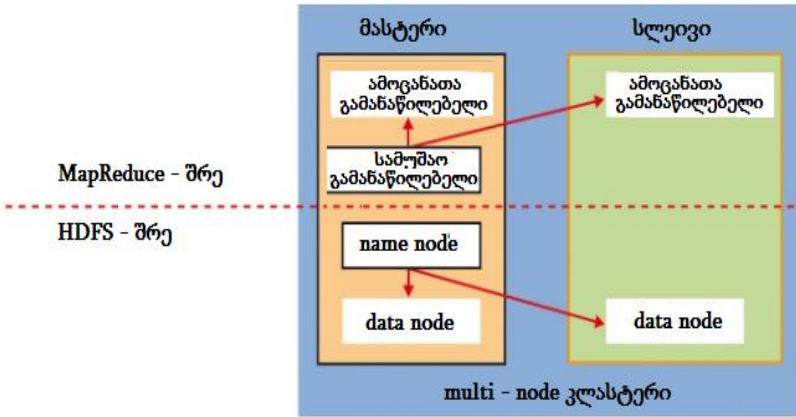 მასტერი
სლეივი
ამოცანათა
გამანაწილებელი
ამოცანათა
გამანაწილებელი
სამუშაო
გამანაწილებელი
MapReduce - შრე
HDFS - შრე
name node
data node
data node
multi - node კლასტერი